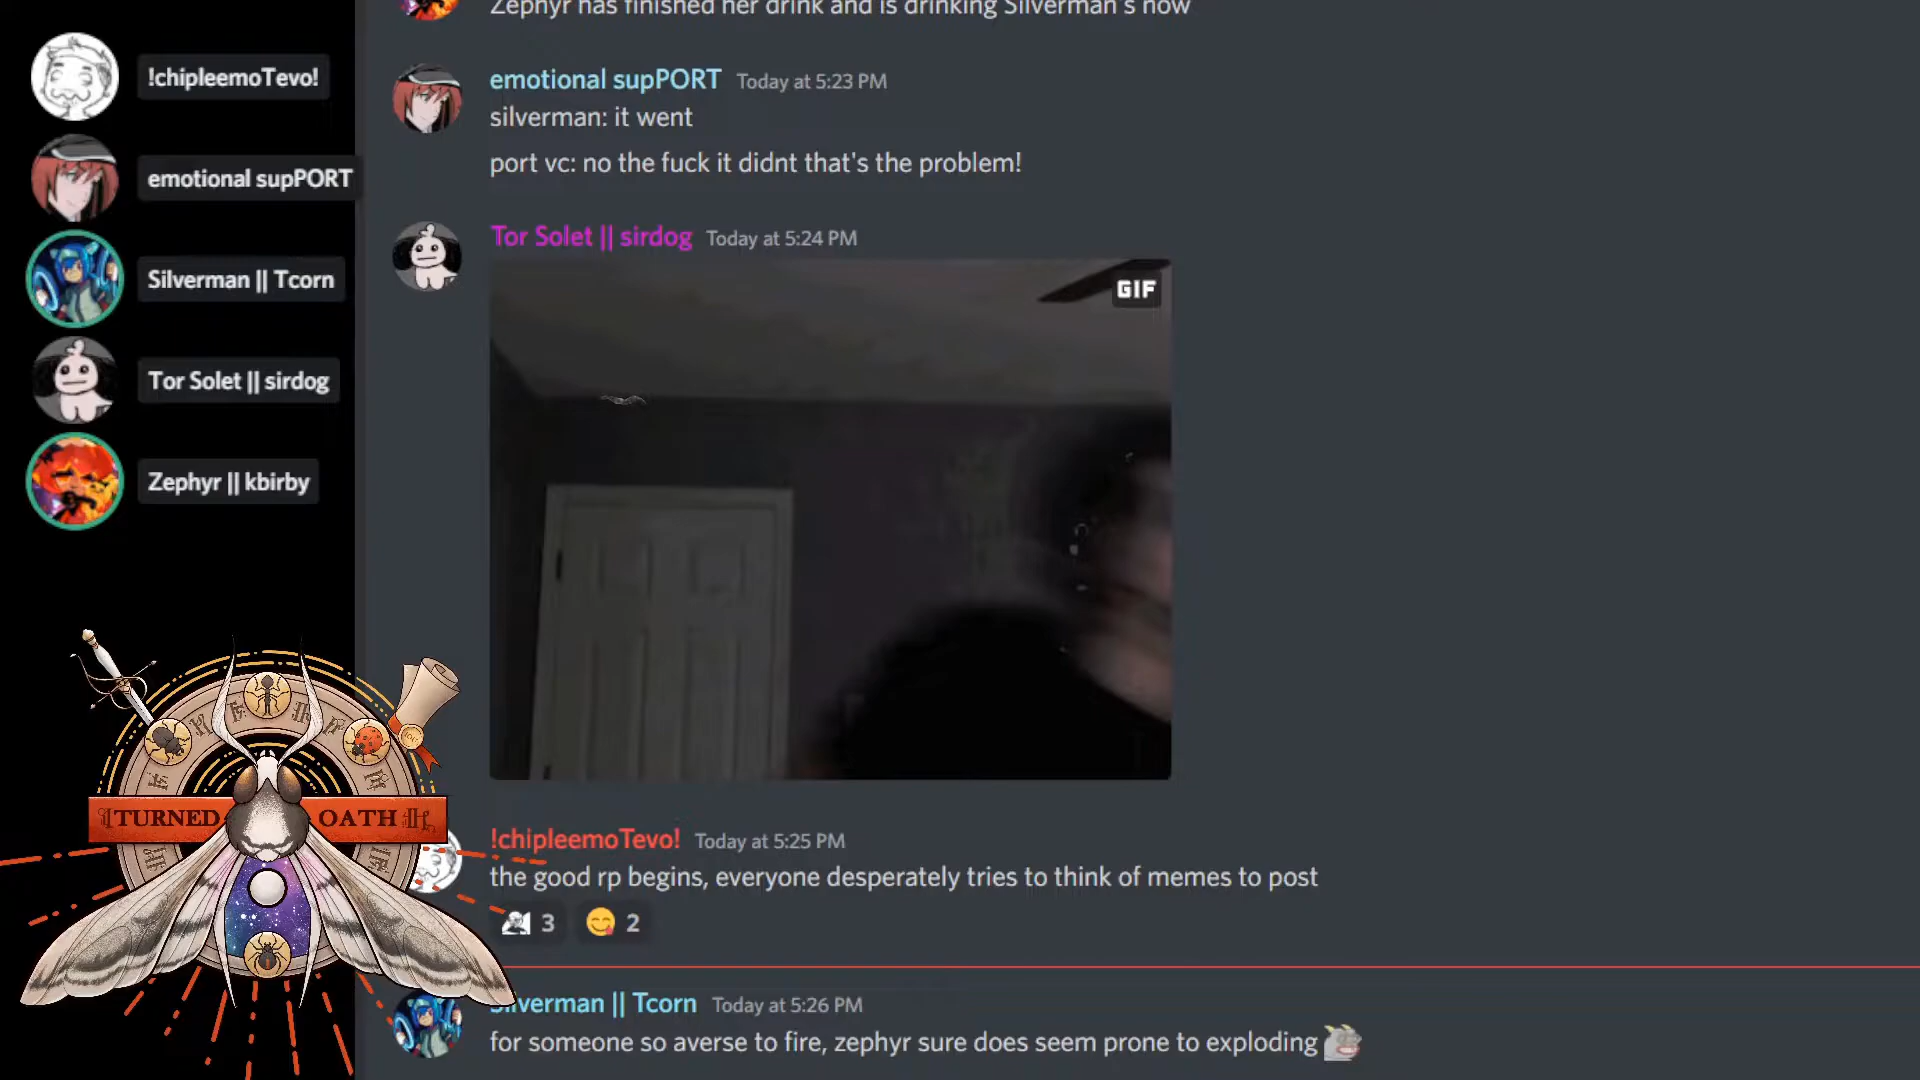 !chipleemoTevo!
emotional supPORT
Silverman || Tcorn
Tor Solet || sirdog
Zephyr || kbirby
TURNED OATH
Zephyr has finished her drink and is drinking Silverman's now
emotional supPORT Today at 5:23 PM
silverman: it went
port vc: no the fuck it didnt that's the problem!
Tor Solet || sirdog Today at 5:24 PM
GIF
!chipleemoTevo! Today at 5:25 PM
the good rp begins, everyone desperately tries to think of memes to post
3 2
Silverman || Tcorn Today at 5:26 PM
for someone so averse to fire, zephyr sure does seem prone to exploding